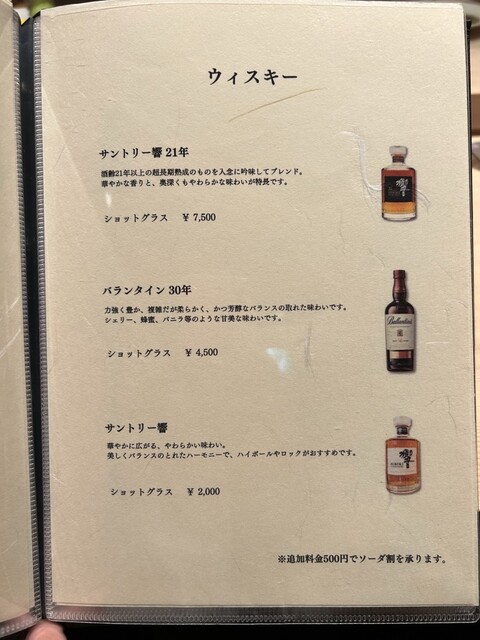 ウィスキー
サントリー響 21年
酒齢21年以上の超長期熟成のものを入念に吟味してブレンド。
華やかな香りと、奥深くもやわらかな味わいが特長です。
ショットグラス ¥ 7,500
響
バランタイン 30年
力強く豊か、複雑だが柔らかく、かつ芳醇なバランスの取れた味わいです。
シェリー、蜂蜜、バニラ等のような甘美な味わいです。
ショットグラス ¥ 4,500
Ballantine's
サントリー響
華やかに広がる、やわらかい味わい。
美しくバランスのとれたハーモニーで、ハイボールやロックがおすすめです。
ショットグラス ¥ 2,000
響
※追加料金500円でソーダ割を承ります。